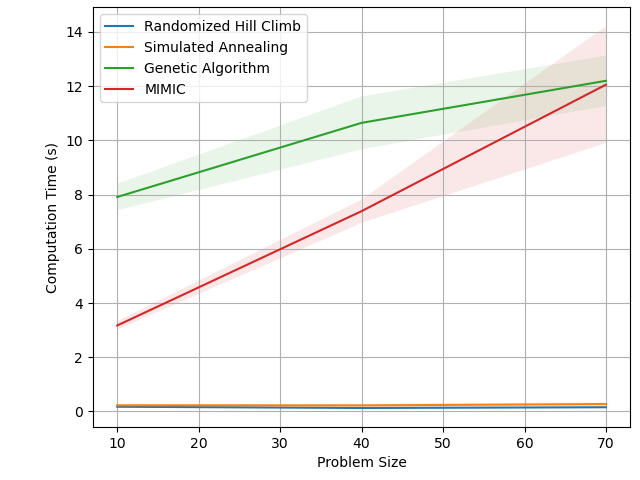 Randomized Hill Climb
Simulated Annealing
Genetic Algorithm
MIMIC
14
12
10
8
6
4
2
0
Computation Time (s)
10 20 30 40 50 60 70
Problem Size